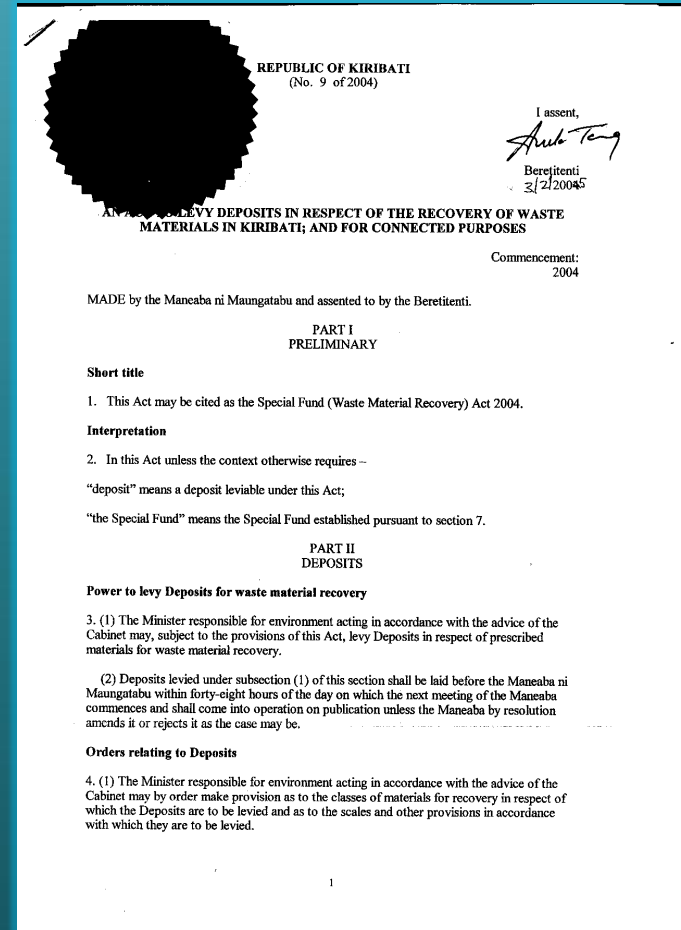 REPUBLIC OF KIRIBATI
(No. 9 of 2004)
I assent,
Beretitenti
3/2/2005
AN TO LEVY DEPOSITS IN RESPECT OF THE RECOVERY OF WASTE
MATERIALS IN KIRIBATI; AND FOR CONNECTED PURPOSES
Commencement:
2004
MADE by the Maneaba ni Maungatabu and assented to by the Beretitenti.
PART I
PRELIMINARY
Short title
1. This Act may be cited as the Special Fund (Waste Material Recovery) Act 2004.
Interpretation
2. In this Act unless the context otherwise requires –
“deposit” means a deposit leviable under this Act;
“the Special Fund” means the Special Fund established pursuant to section 7.
PART II
DEPOSITS
Power to levy Deposits for waste material recovery
3. (1) The Minister responsible for environment acting in accordance with the advice of the
Cabinet may, subject to the provisions of this Act, levy Deposits in respect of prescribed
materials for waste material recovery.
(2) Deposits levied under subsection (1) of this section shall be laid before the Maneaba ni
Maungatabu within forty-eight hours of the day on which the next meeting of the Maneaba
commences and shall come into operation on publication unless the Maneaba by resolution
amends it or rejects it as the case may be.
Orders relating to Deposits
4. (1) The Minister responsible for environment acting in accordance with the advice of the
Cabinet may by order make provision as to the classes of materials for recovery in respect of
which the Deposits are to be levied and as to the scales and other provisions in accordance
with which they are to be levied.
1